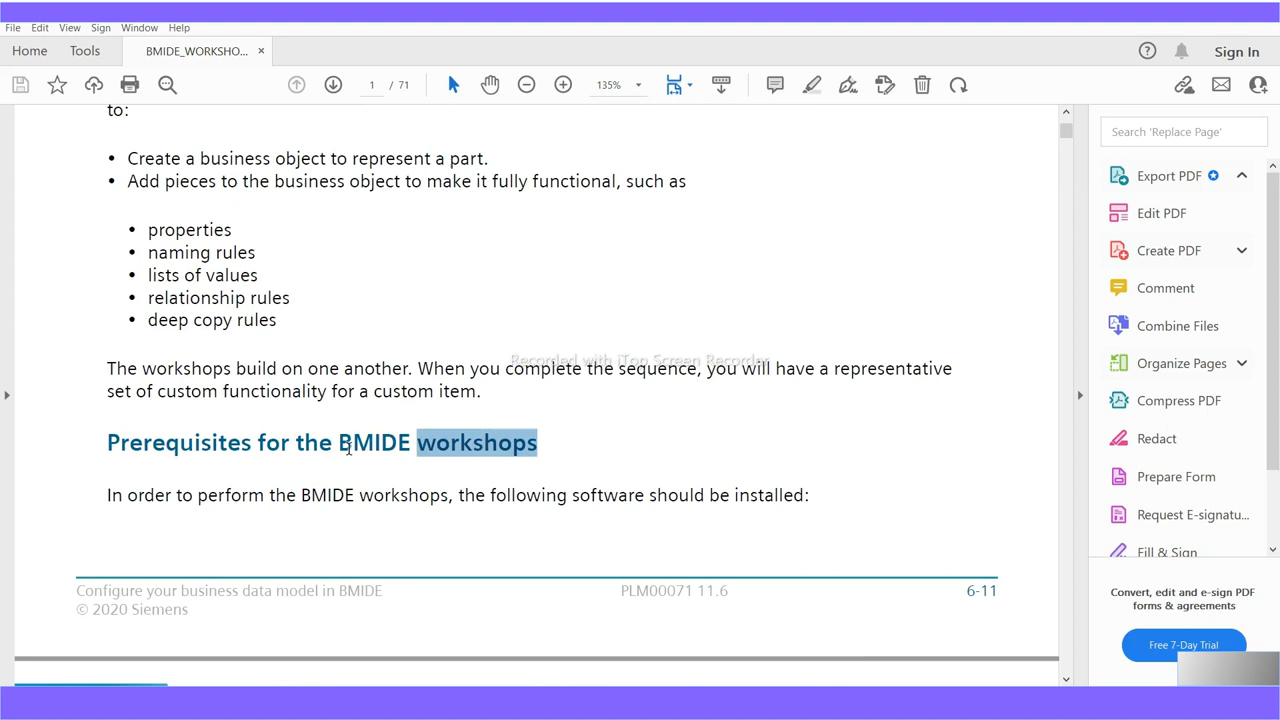 File Edit View Sign Window Help
Home Tools BMIDE_WORKSHO... × Sign In
1 / 71 135%
Search 'Replace Page'
to:
• Create a business object to represent a part.
• Add pieces to the business object to make it fully functional, such as
• properties
• naming rules
• lists of values
• relationship rules
• deep copy rules
Recorded with iTop Screen Recorder
The workshops build on one another. When you complete the sequence, you will have a representative
set of custom functionality for a custom item.
Prerequisites for the BMIDE workshops
In order to perform the BMIDE workshops, the following software should be installed:
Configure your business data model in BMIDE PLM00071 11.6 6-11
© 2020 Siemens
Export PDF
Edit PDF
Create PDF
Comment
Combine Files
Organize Pages
Compress PDF
Redact
Prepare Form
Request E-signatu...
Fill & Sign
Convert, edit and e-sign PDF
forms & agreements
Free 7-Day Trial